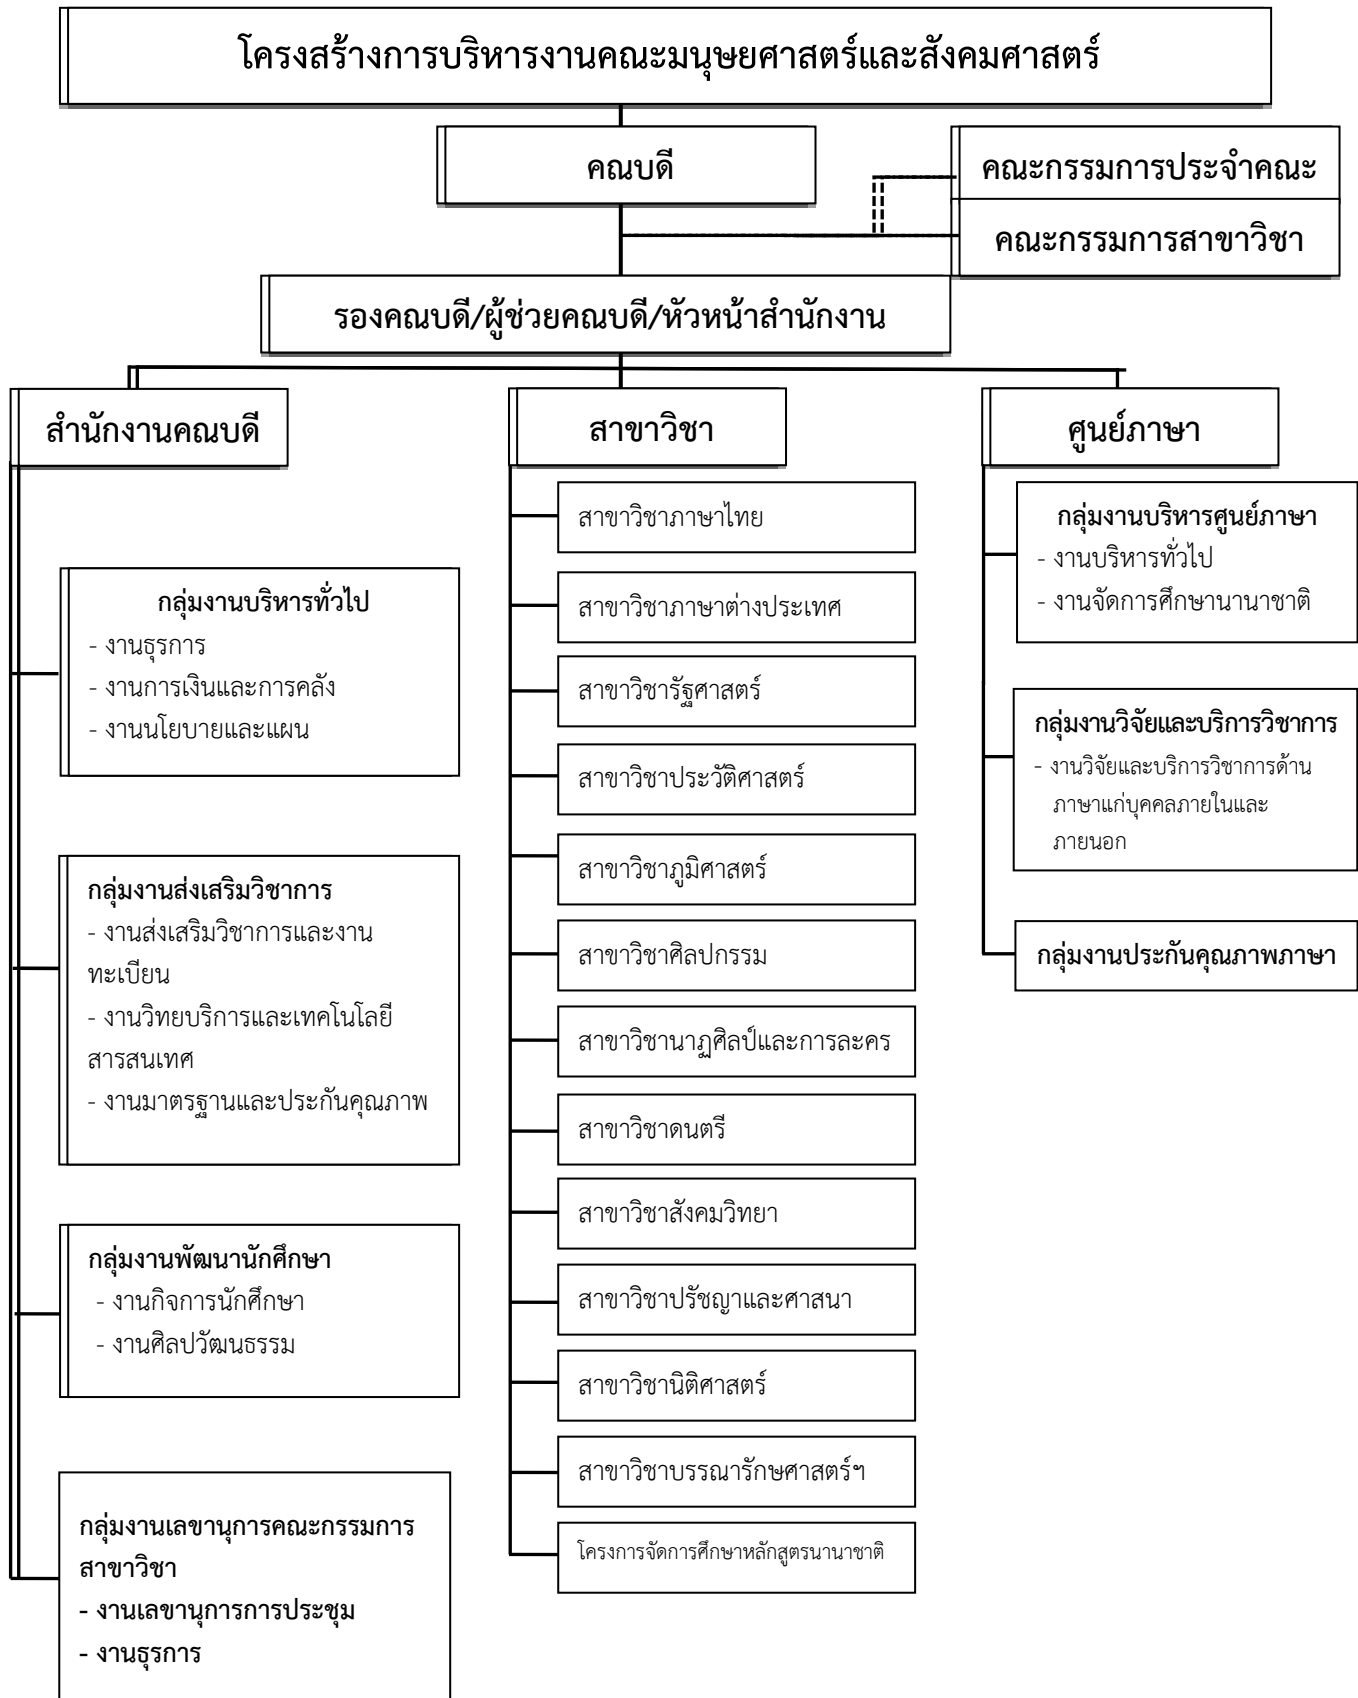 โครงสร้างการบริหารงานคณะมนุษยศาสตร์และสังคมศาสตร์
คณบดี
คณะกรรมการประจำคณะ
คณะกรรมการสาขาวิชา
รองคณบดี/ผู้ช่วยคณบดี/หัวหน้าสำนักงาน
สำนักงานคณบดี
กลุ่มงานบริหารทั่วไป
- งานธุรการ
- งานการเงินและการคลัง
- งานนโยบายและแผน
กลุ่มงานส่งเสริมวิชาการ
- งานส่งเสริมวิชาการและงาน
ทะเบียน
- งานวิทยบริการและเทคโนโลยี
สารสนเทศ
- งานมาตรฐานและประกันคุณภาพ
กลุ่มงานพัฒนานักศึกษา
- งานกิจการนักศึกษา
- งานศิลปวัฒนธรรม
กลุ่มงานเลขานุการคณะกรรมการ
สาขาวิชา
- งานเลขานุการการประชุม
- งานธุรการ
สาขาวิชา
สาขาวิชาภาษาไทย
สาขาวิชาภาษาต่างประเทศ
สาขาวิชารัฐศาสตร์
สาขาวิชาประวัติศาสตร์
สาขาวิชาภูมิศาสตร์
สาขาวิชาศิลปกรรม
สาขาวิชานาฏศิลป์และการละคร
สาขาวิชาดนตรี
สาขาวิชาสังคมวิทยา
สาขาวิชาปรัชญาและศาสนา
สาขาวิชานิติศาสตร์
สาขาวิชาบรรณารักษศาสตร์ฯ
โครงการจัดการศึกษาหลักสูตรนานาชาติ
ศูนย์ภาษา
กลุ่มงานบริหารศูนย์ภาษา
- งานบริหารทั่วไป
- งานจัดการศึกษานานาชาติ
กลุ่มงานวิจัยและบริการวิชาการ
- งานวิจัยและบริการวิชาการด้าน
ภาษาแก่บุคคลภายในและ
ภายนอก
กลุ่มงานประกันคุณภาพภาษา